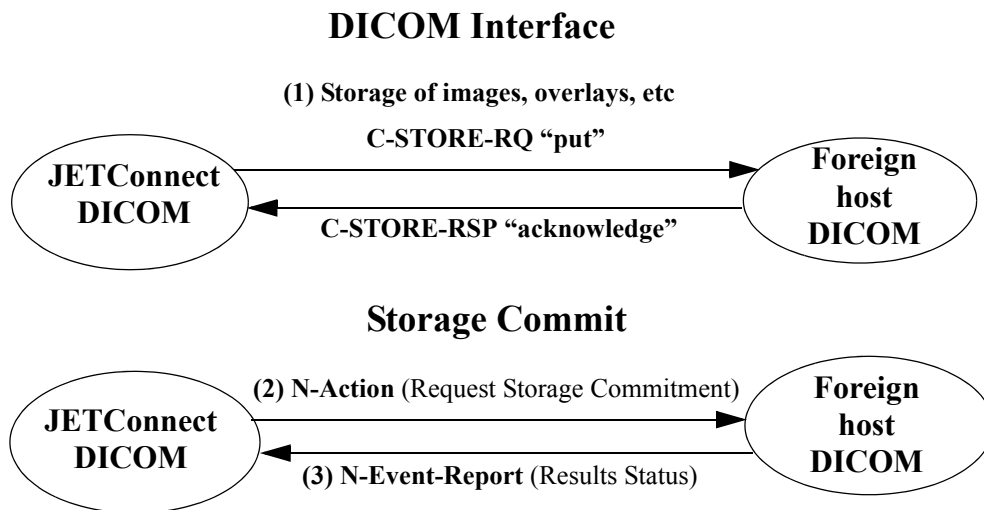 DICOM Interface
(1) Storage of images, overlays, etc
C-STORE-RQ “put”
JETConnect
DICOM
Foreign
host
DICOM
C-STORE-RSP “acknowledge”
Storage Commit
(2) N-Action (Request Storage Commitment)
JETConnect
DICOM
Foreign
host
DICOM
(3) N-Event-Report (Results Status)